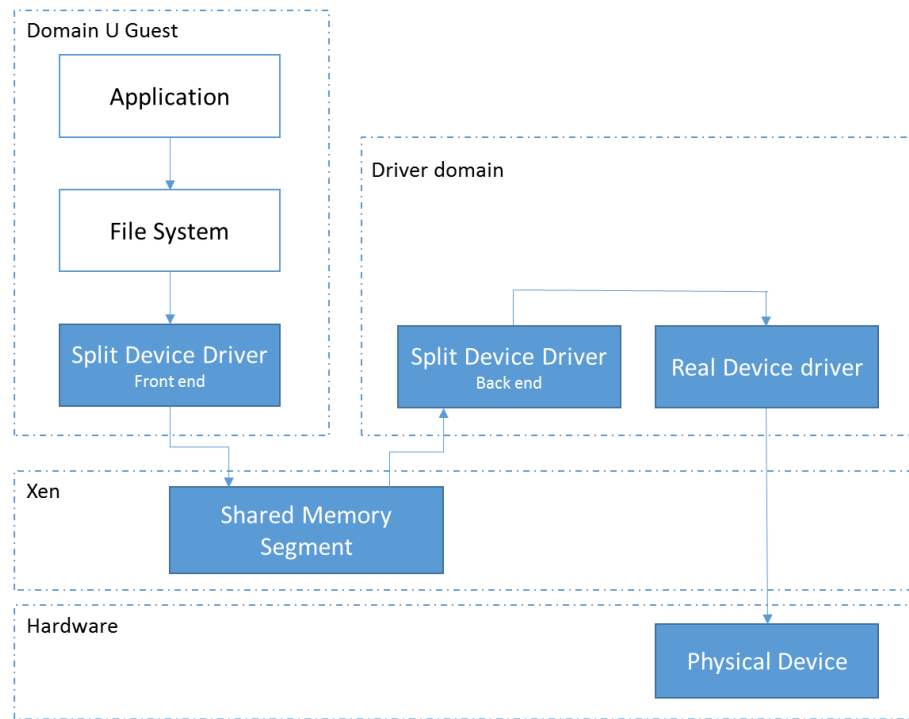 Domain U Guest
Application
File System
Split Device Driver
Front end
Driver domain
Split Device Driver
Back end
Real Device driver
Xen
Shared Memory
Segment
Hardware
Physical Device